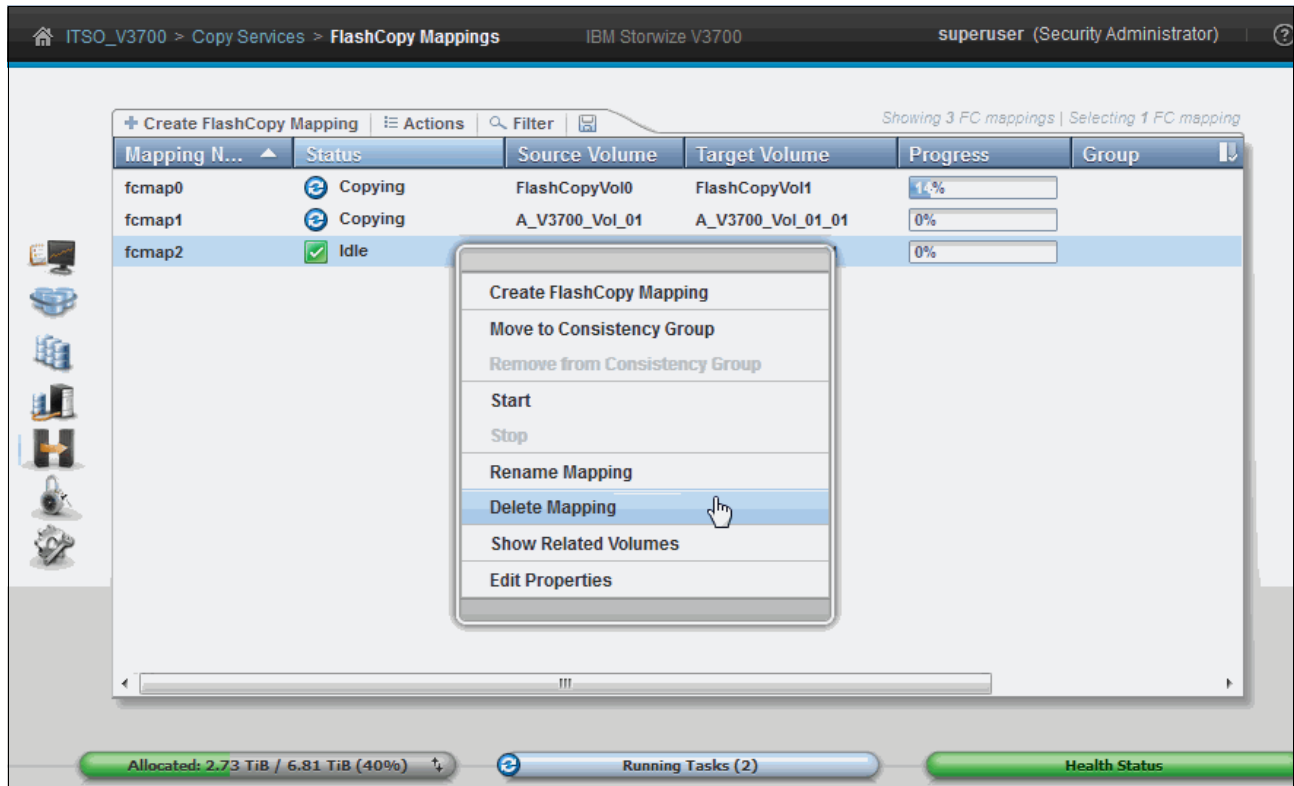 ITSO_V3700 > Copy Services > FlashCopy Mappings IBM Storwize V3700 superuser (Security Administrator) ?
Create FlashCopy Mapping Actions Filter Showing 3 FC mappings | Selecting 1 FC mapping
Mapping N... Status Source Volume Target Volume Progress Group
fcmap0 Copying FlashCopyVol0 FlashCopyVol1 14%
fcmap1 Copying A_V3700_Vol_01 A_V3700_Vol_01_01 0%
fcmap2 Idle 0%
Create FlashCopy Mapping
Move to Consistency Group
Remove from Consistency Group
Start
Stop
Rename Mapping
Delete Mapping
Show Related Volumes
Edit Properties
Allocated: 2.73 TiB / 6.81 TiB (40%) Running Tasks (2) Health Status